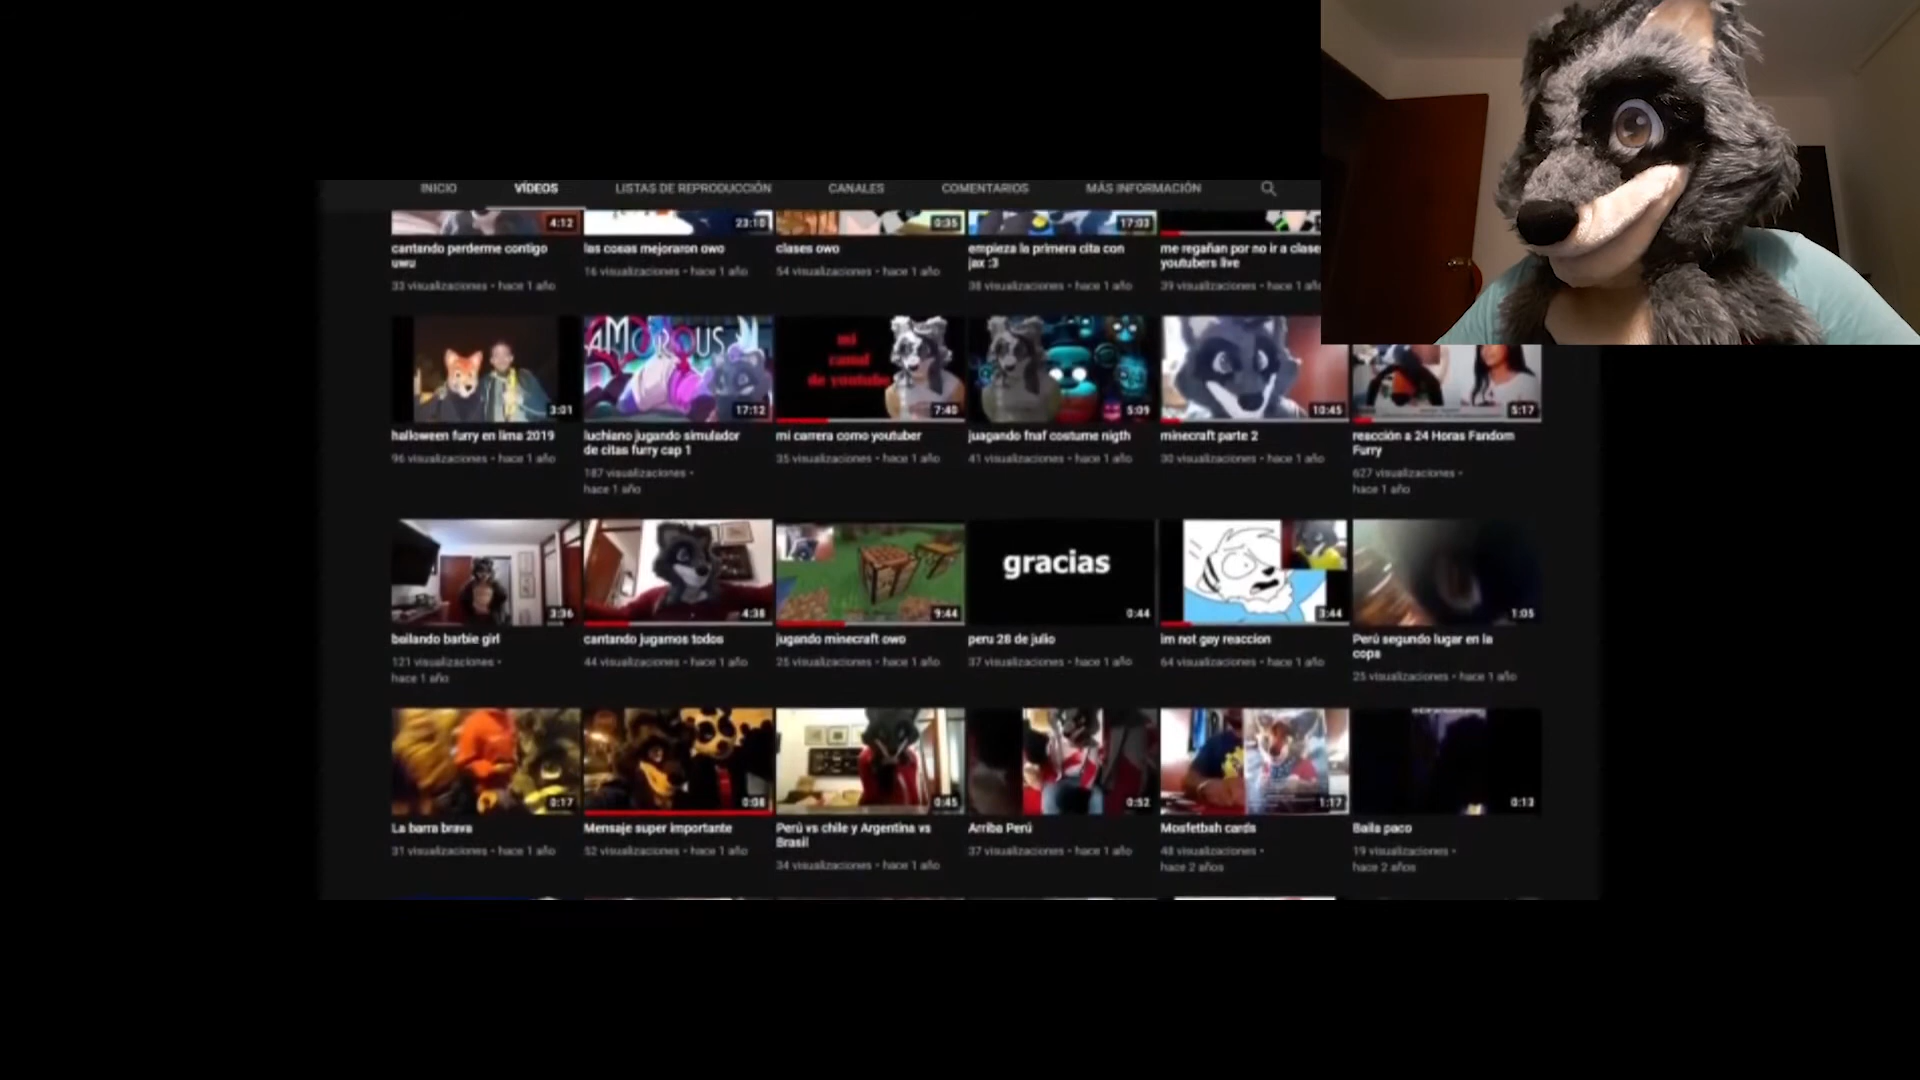 INICIO VÍDEOS LISTAS DE REPRODUCCIÓN CANALES COMENTARIOS MÁS INFORMACIÓN
4:12 23:10 0:35 17:03
cantando perderme contigo
uwu
33 visualizaciones • hace 1 año
las cosas mejoraron owo
16 visualizaciones • hace 1 año
clases owo
54 visualizaciones • hace 1 año
empieza la primera cita con
jax :3
38 visualizaciones • hace 1 año
me regañan por no ir a clase
youtubers live
39 visualizaciones • hace 1 año
3:01
halloween furry en lima 2019
96 visualizaciones • hace 1 año
AMOROUS
17:12
luchiano jugando simulador
de citas furry cap 1
187 visualizaciones •
hace 1 año
mi
canal
de youtube
7:40
mi carrera como youtuber
35 visualizaciones • hace 1 año
5:09
juagando fnaf costume nigth
41 visualizaciones • hace 1 año
10:45
minecraft parte 2
30 visualizaciones • hace 1 año
5:17
reacción a 24 Horas Fandom
Furry
627 visualizaciones •
hace 1 año
3:36
bailando barbie girl
121 visualizaciones •
hace 1 año
4:38
cantando jugamos todos
44 visualizaciones • hace 1 año
9:44
jugando minecraft owo
25 visualizaciones • hace 1 año
gracias
0:44
peru 28 de julio
37 visualizaciones • hace 1 año
3:44
im not gay reaccion
64 visualizaciones • hace 1 año
1:05
Perú segundo lugar en la
copa
25 visualizaciones • hace 1 año
0:17
La barra brava
31 visualizaciones • hace 1 año
0:08
Mensaje super importante
52 visualizaciones • hace 1 año
0:45
Perú vs chile y Argentina vs
Brasil
34 visualizaciones • hace 1 año
0:52
Arriba Perú
37 visualizaciones • hace 1 año
1:17
Mosfetbah cards
48 visualizaciones •
hace 2 años
0:13
Baila paco
19 visualizaciones •
hace 2 años